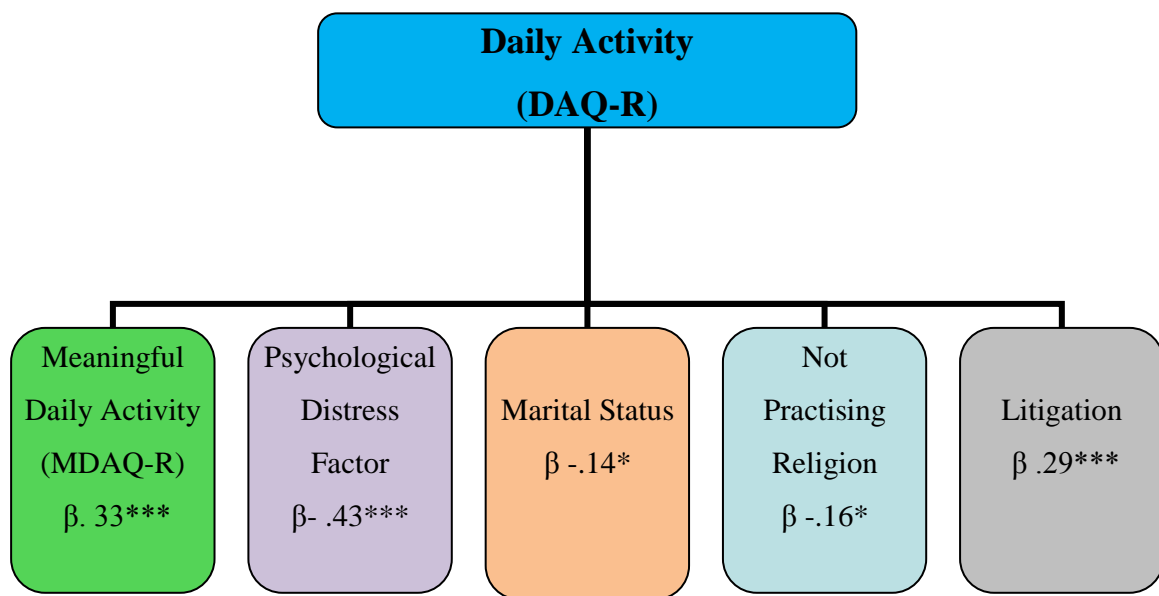 Daily Activity
(DAQ-R)
Meaningful
Daily Activity
(MDAQ-R)
β. 33***
Psychological
Distress
Factor
β- .43***
Marital Status
β -.14*
Not
Practising
Religion
β -.16*
Litigation
β .29***